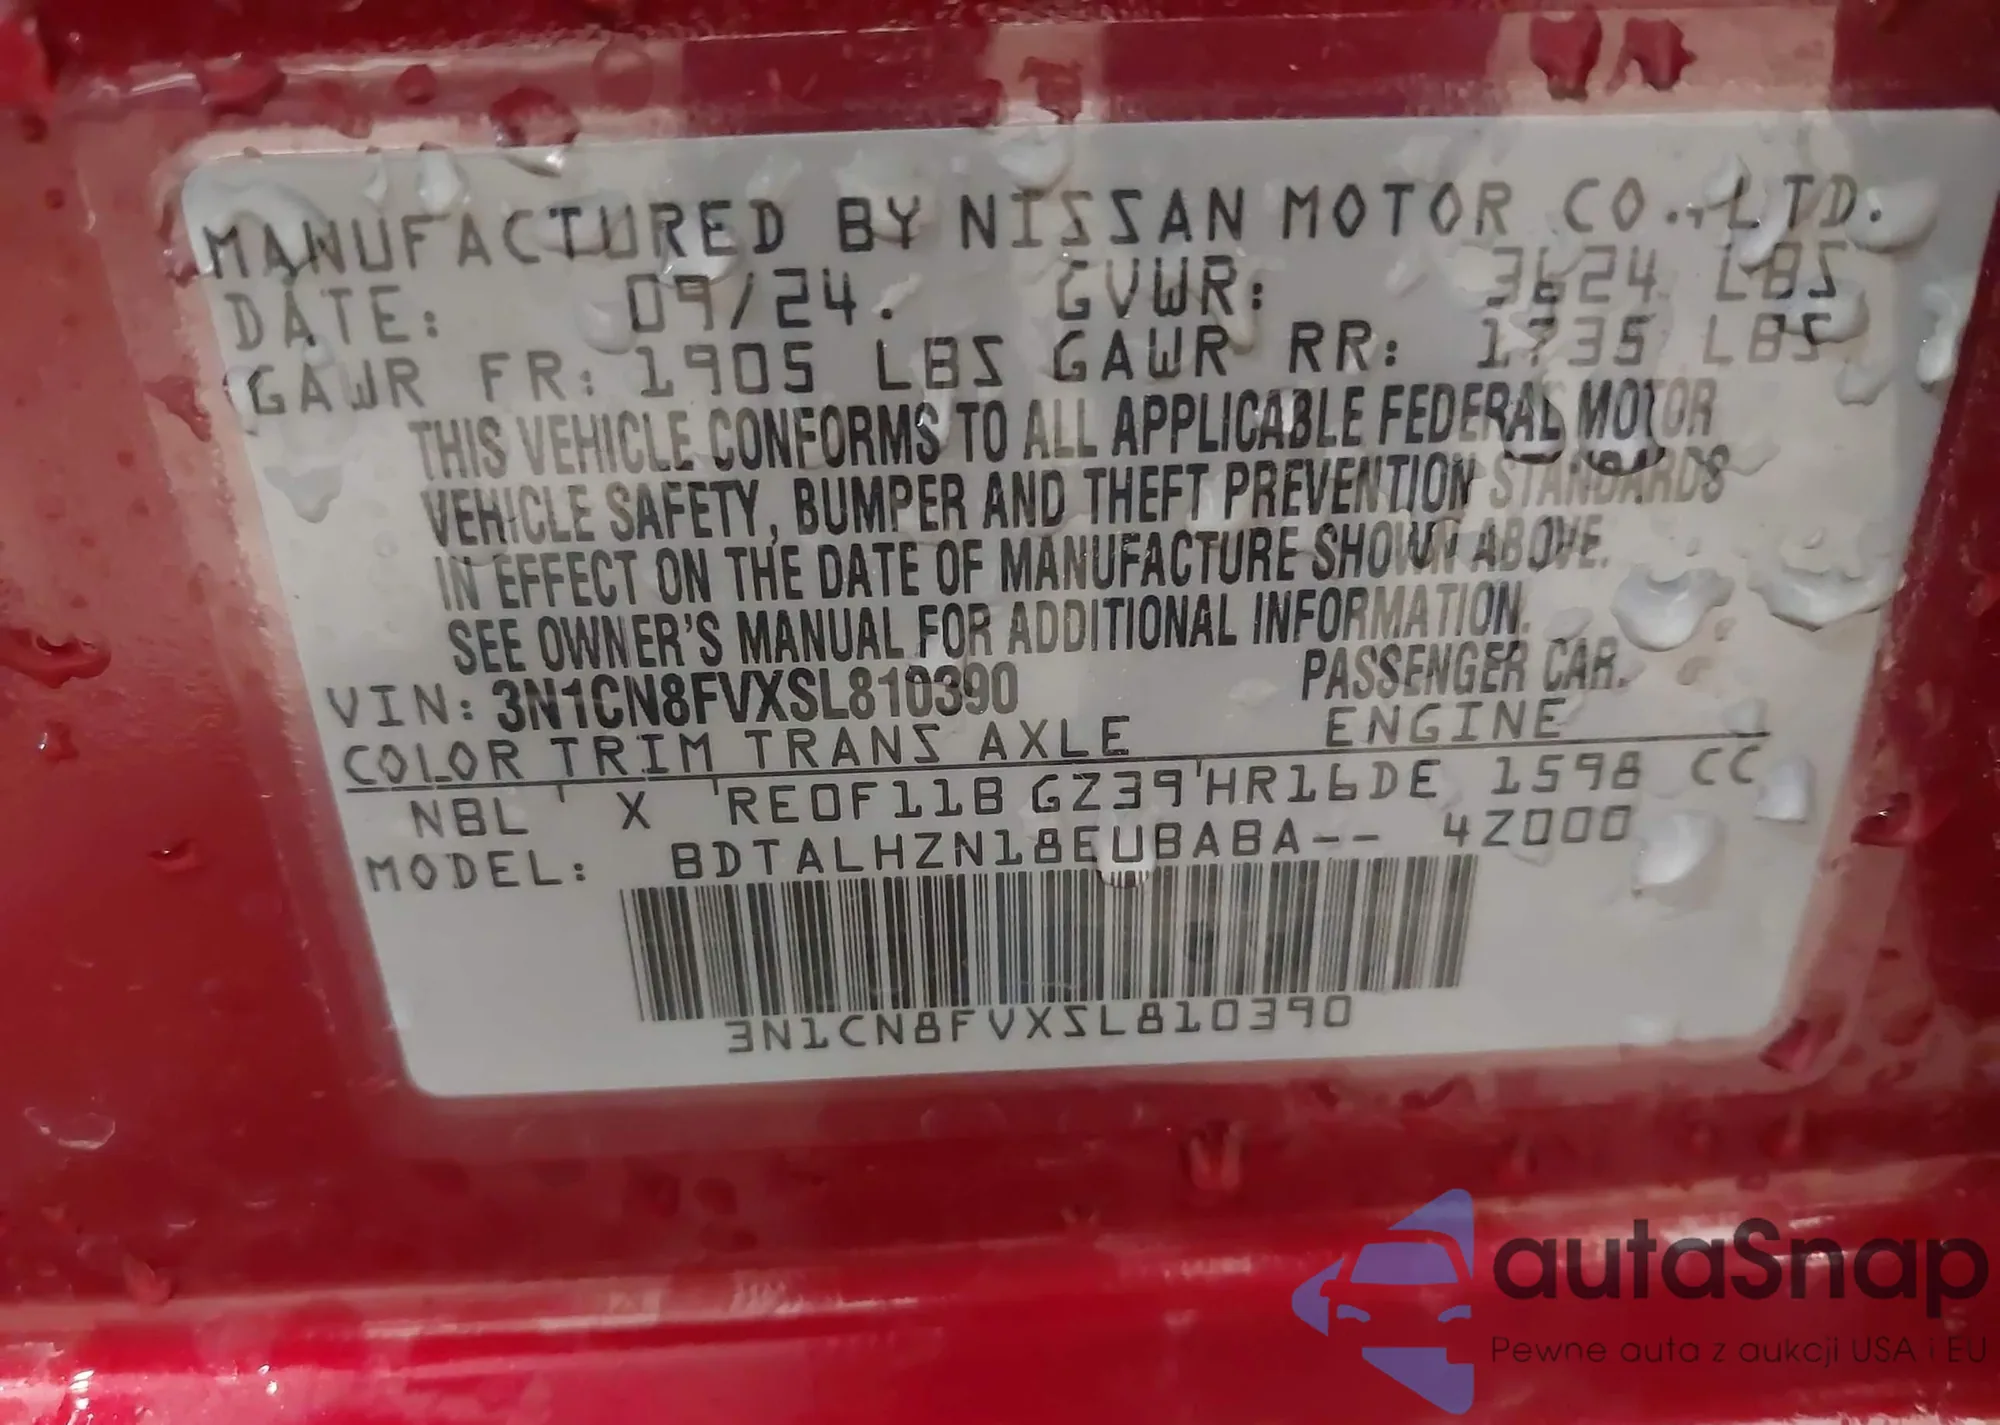 MANUFACTURED BY NISSAN MOTOR CO., LTD.
DATE: 09/24. GVWR: 3624 LBS
GAWR FR: 1905 LBS GAWR RR: 1735 LBS
THIS VEHICLE CONFORMS TO ALL APPLICABLE FEDERAL MOTOR
VEHICLE SAFETY, BUMPER AND THEFT PREVENTION STANDARDS
IN EFFECT ON THE DATE OF MANUFACTURE SHOWN ABOVE.
SEE OWNER'S MANUAL FOR ADDITIONAL INFORMATION.
VIN: 3N1CN8FVXSL810390 PASSENGER CAR.
COLOR TRIM TRANS AXLE ENGINE
NBL ' X 'RE0F11B GZ39'HR16DE 1598 CC
MODEL: BDTALHZN18EUBABA-- 4Z000
3N1CN8FVXSL810390
autaSnap
Pewne auta z aukcji USA i EU